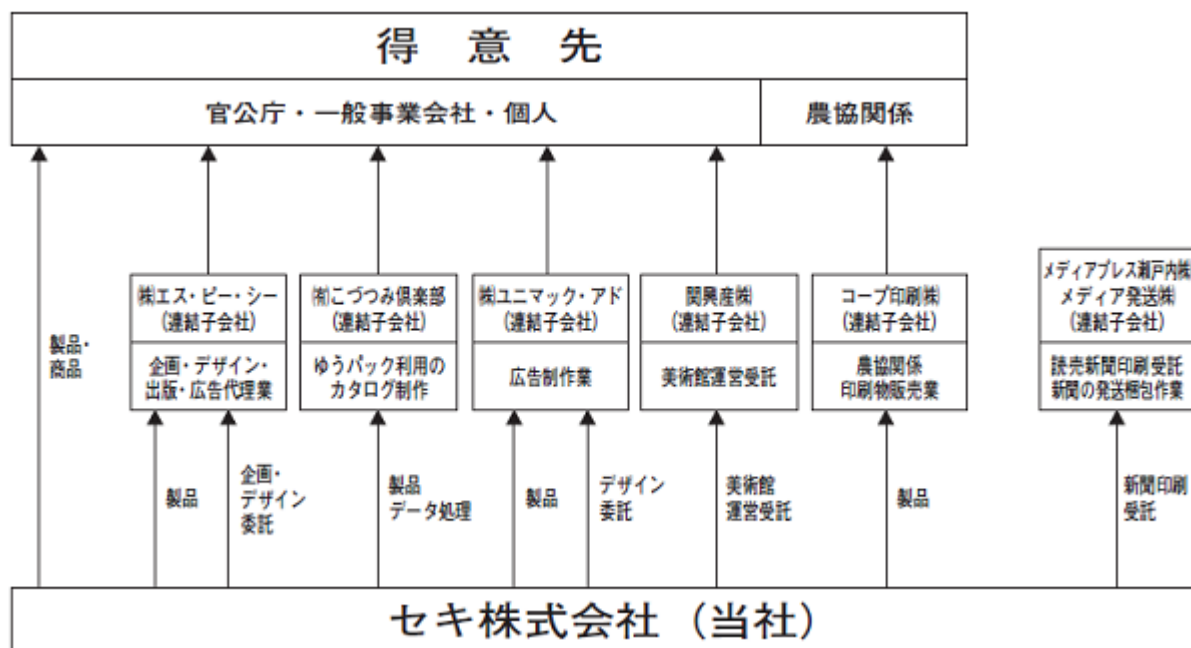 得意先
官公庁・一般事業会社・個人
農協関係
製品・
商品
㈱エス・ピー・シー
(連結子会社)
企画・デザイン・
出版・広告代理業
㈲こづつみ倶楽部
(連結子会社)
ゆうパック利用の
カタログ制作
㈱ユニマック・アド
(連結子会社)
広告制作業
関興産㈱
(連結子会社)
美術館運営受託
コープ印刷㈱
(連結子会社)
農協関係
印刷物販売業
メディアプレス瀬戸内㈱
メディア発送㈱
(連結子会社)
読売新聞印刷受託
新聞の発送梱包作業
製品
企画・
デザイン
委託
製品
データ処理
製品
デザイン
委託
美術館
運営受託
製品
新聞印刷
受託
セキ株式会社(当社)